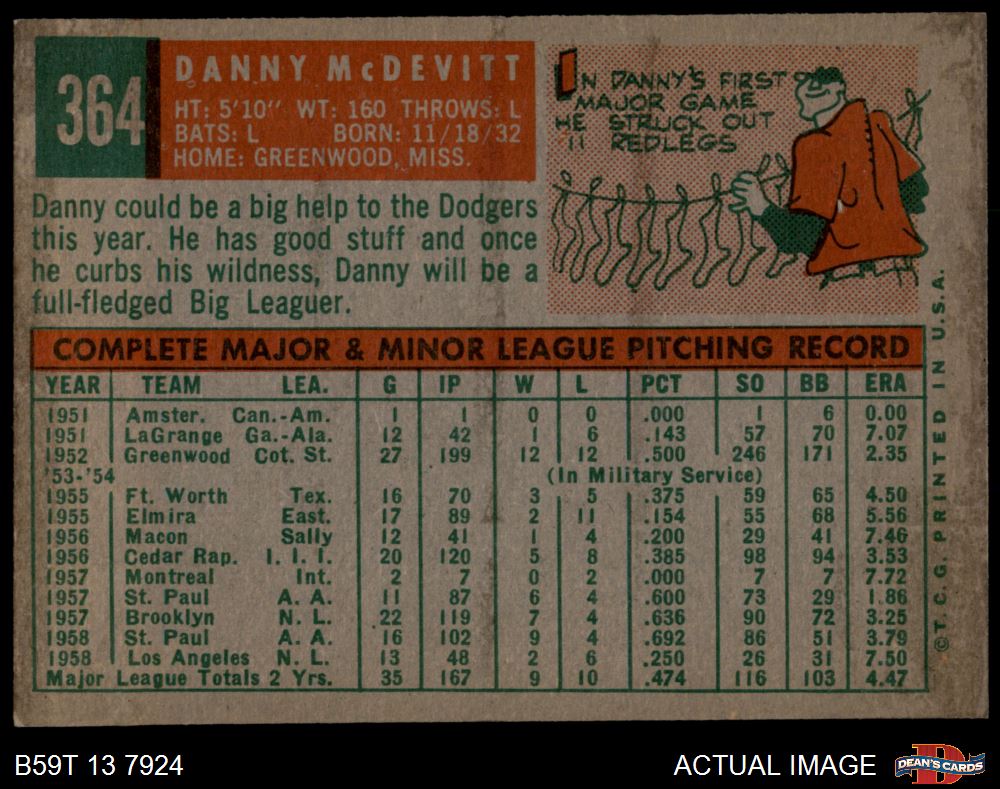 364
DANNY McDEVITT
HT: 5'10" WT: 160 THROWS: L
BATS: L BORN: 11/18/32
HOME: GREENWOOD, MISS.
IN DANNY'S FIRST
MAJOR GAME
HE STRUCK OUT
11 REDLEGS
Danny could be a big help to the Dodgers
this year. He has good stuff and once
he curbs his wildness, Danny will be a
full-fledged Big Leaguer.
COMPLETE MAJOR & MINOR LEAGUE PITCHING RECORD
YEAR TEAM LEA. G IP W L PCT SO BB ERA
1951 Amster. Can.-Am. 1 1 0 0 .000 1 6 0.00
1951 LaGrange Ga.-Ala. 12 42 1 6 .143 57 70 7.07
1952 Greenwood Cot. St. 27 199 12 12 .500 246 171 2.35
'53-'54 (In Military Service)
1955 Ft. Worth Tex. 16 70 3 5 .375 59 65 4.50
1955 Elmira East. 17 89 2 11 .154 55 68 5.56
1956 Macon Sally 12 41 1 4 .200 29 41 7.46
1956 Cedar Rap. I. I. I. 20 120 5 8 .385 98 94 3.53
1957 Montreal Int. 2 7 0 2 .000 7 7 7.72
1957 St. Paul A. A. 11 87 6 4 .600 73 29 1.86
1957 Brooklyn N. L. 22 119 7 4 .636 90 72 3.25
1958 St. Paul A. A. 16 102 9 4 .692 86 51 3.79
1958 Los Angeles N. L. 13 48 2 6 .250 26 31 7.50
Major League Totals 2 Yrs. 35 167 9 10 .474 116 103 4.47
©T.C.G. PRINTED IN U.S.A.
B59T 13 7924
ACTUAL IMAGE
D
DEAN'S CARDS